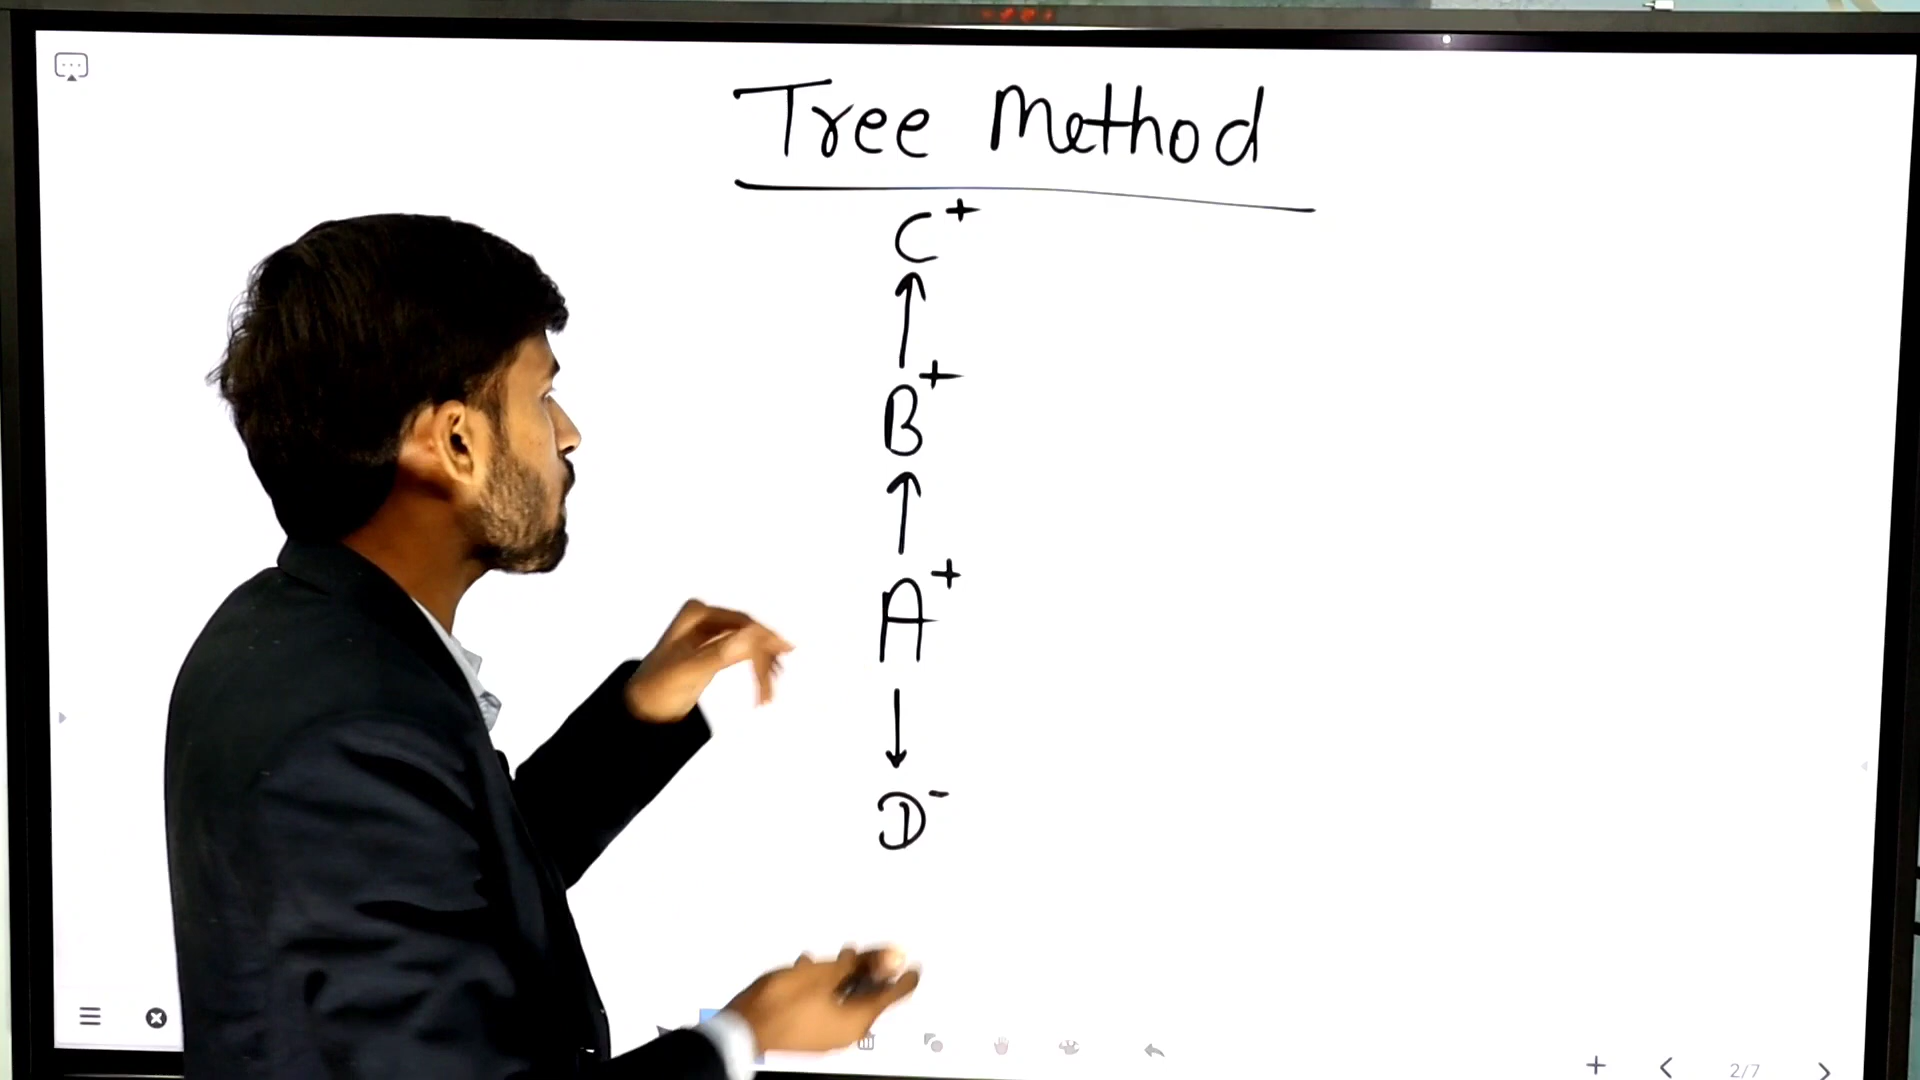 Tree Method
C+
↑
B+
↑
A+
↓
D-
2/7